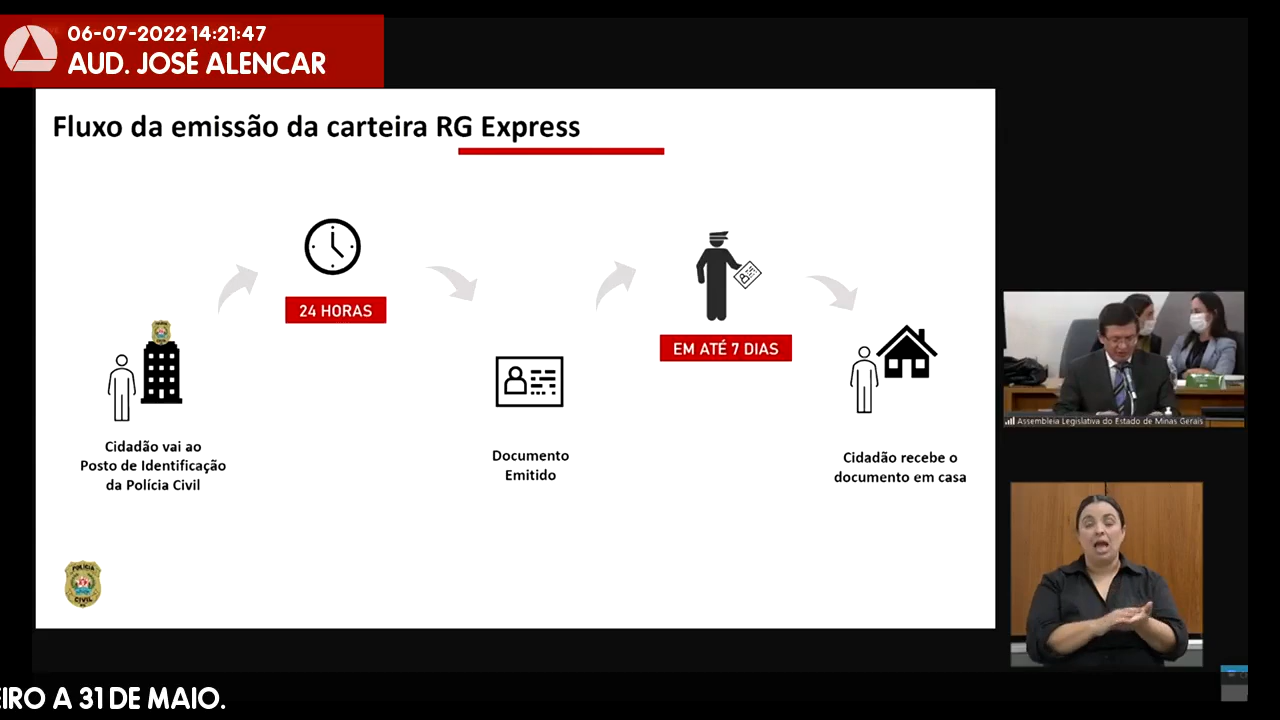 06-07-2022 14:21:47
AUD. JOSÉ ALENCAR
Fluxo da emissão da carteira RG Express
24 HORAS
EM ATÉ 7 DIAS
Cidadão vai ao
Posto de Identificação
da Polícia Civil
Documento
Emitido
Cidadão recebe o
documento em casa
POLÍCIA
CIVIL
Assembleia Legislativa do Estado de Minas Gerais
EIRO A 31 DE MAIO.